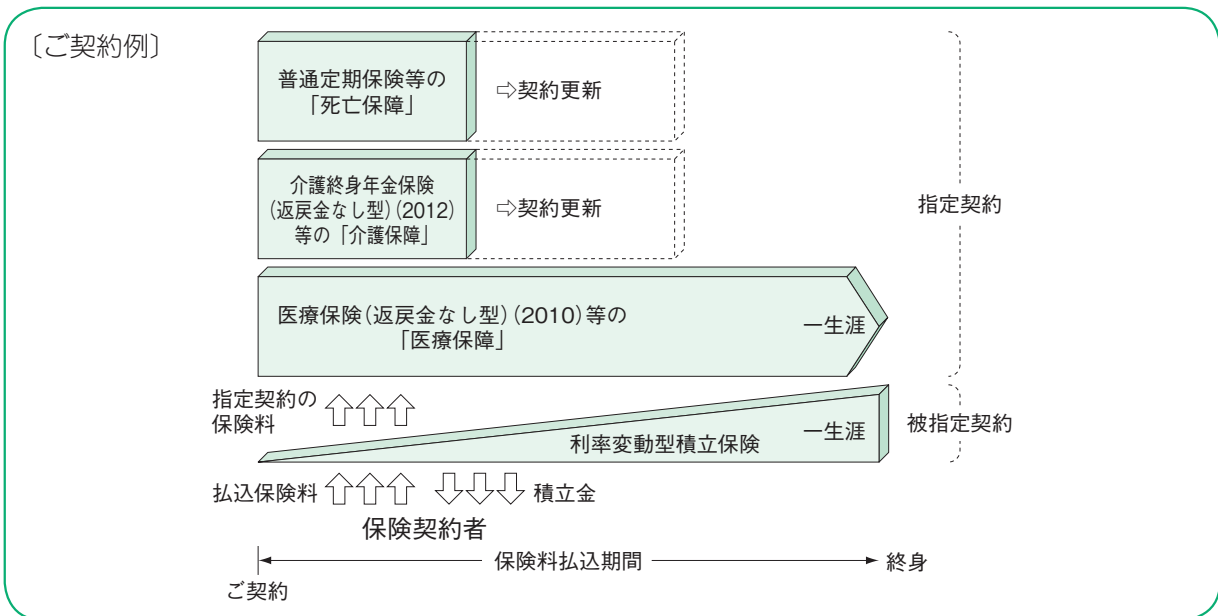 〔ご契約例〕
普通定期保険等の
「死亡保障」
⇨契約更新
介護終身年金保険
(返戻金なし型)(2012)
等の「介護保障」
⇨契約更新
指定契約
医療保険(返戻金なし型)(2010)等の
「医療保障」
一生涯
指定契約の
保険料
利率変動型積立保険
一生涯
被指定契約
払込保険料
積立金
保険契約者
保険料払込期間
終身
ご契約